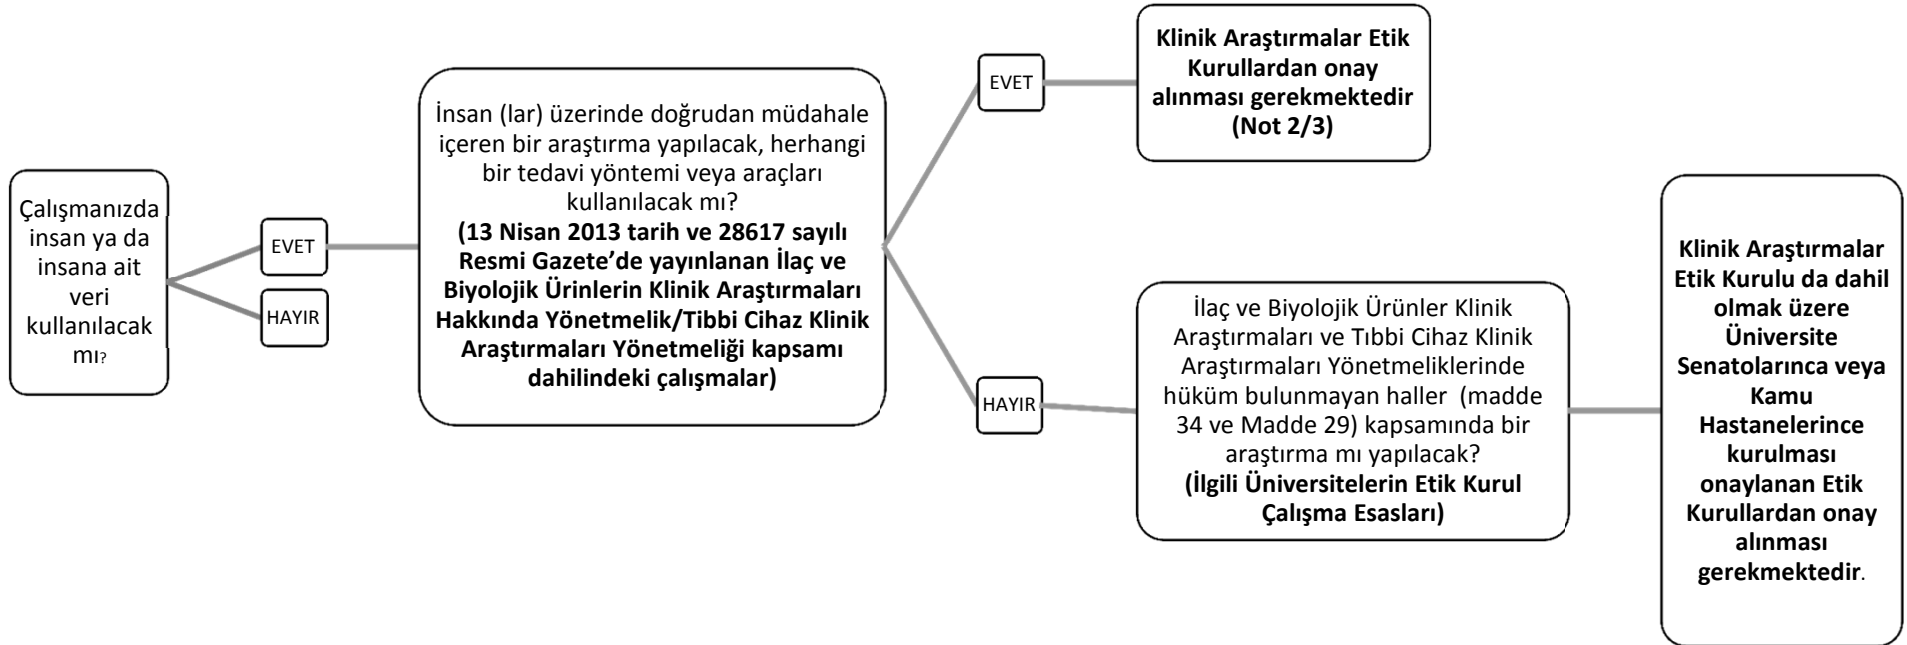 Çalışmanızda
insan ya da
insana ait
veri
kullanılacak
mı?
EVET
HAYIR
İnsan (lar) üzerinde doğrudan müdahale
içeren bir araştırma yapılacak, herhangi
bir tedavi yöntemi veya araçları
kullanılacak mı?
(13 Nisan 2013 tarih ve 28617 sayılı
Resmi Gazete’de yayınlanan İlaç ve
Biyolojik Ürinlerin Klinik Araştırmaları
Hakkında Yönetmelik/Tibbi Cihaz Klinik
Araştırmaları Yönetmeliği kapsamı
dahilindeki çalışmalar)
EVET
Klinik Araştırmalar Etik
Kurullardan onay
alınması gerekmektedir
(Not 2/3)
HAYIR
İlaç ve Biyolojik Ürünler Klinik
Araştırmaları ve Tıbbi Cihaz Klinik
Araştırmaları Yönetmeliklerinde
hüküm bulunmayan haller (madde
34 ve Madde 29) kapsamında bir
araştırma mı yapılacak?
(İlgili Üniversitelerin Etik Kurul
Çalışma Esasları)
Klinik Araştırmalar
Etik Kurulu da dahil
olmak üzere
Üniversite
Senatolarınca veya
Kamu
Hastanelerince
kurulması
onaylanan Etik
Kurullardan onay
alınması
gerekmektedir.